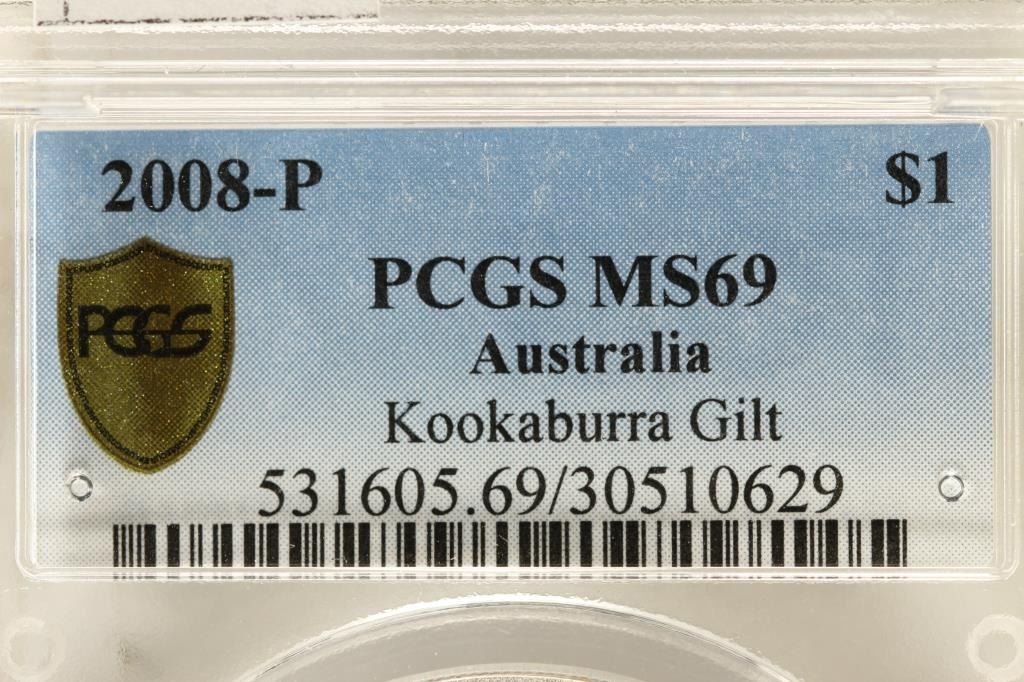 2008-P $1
PCGS
PCGS MS69
Australia
Kookaburra Gilt
531605.69/30510629